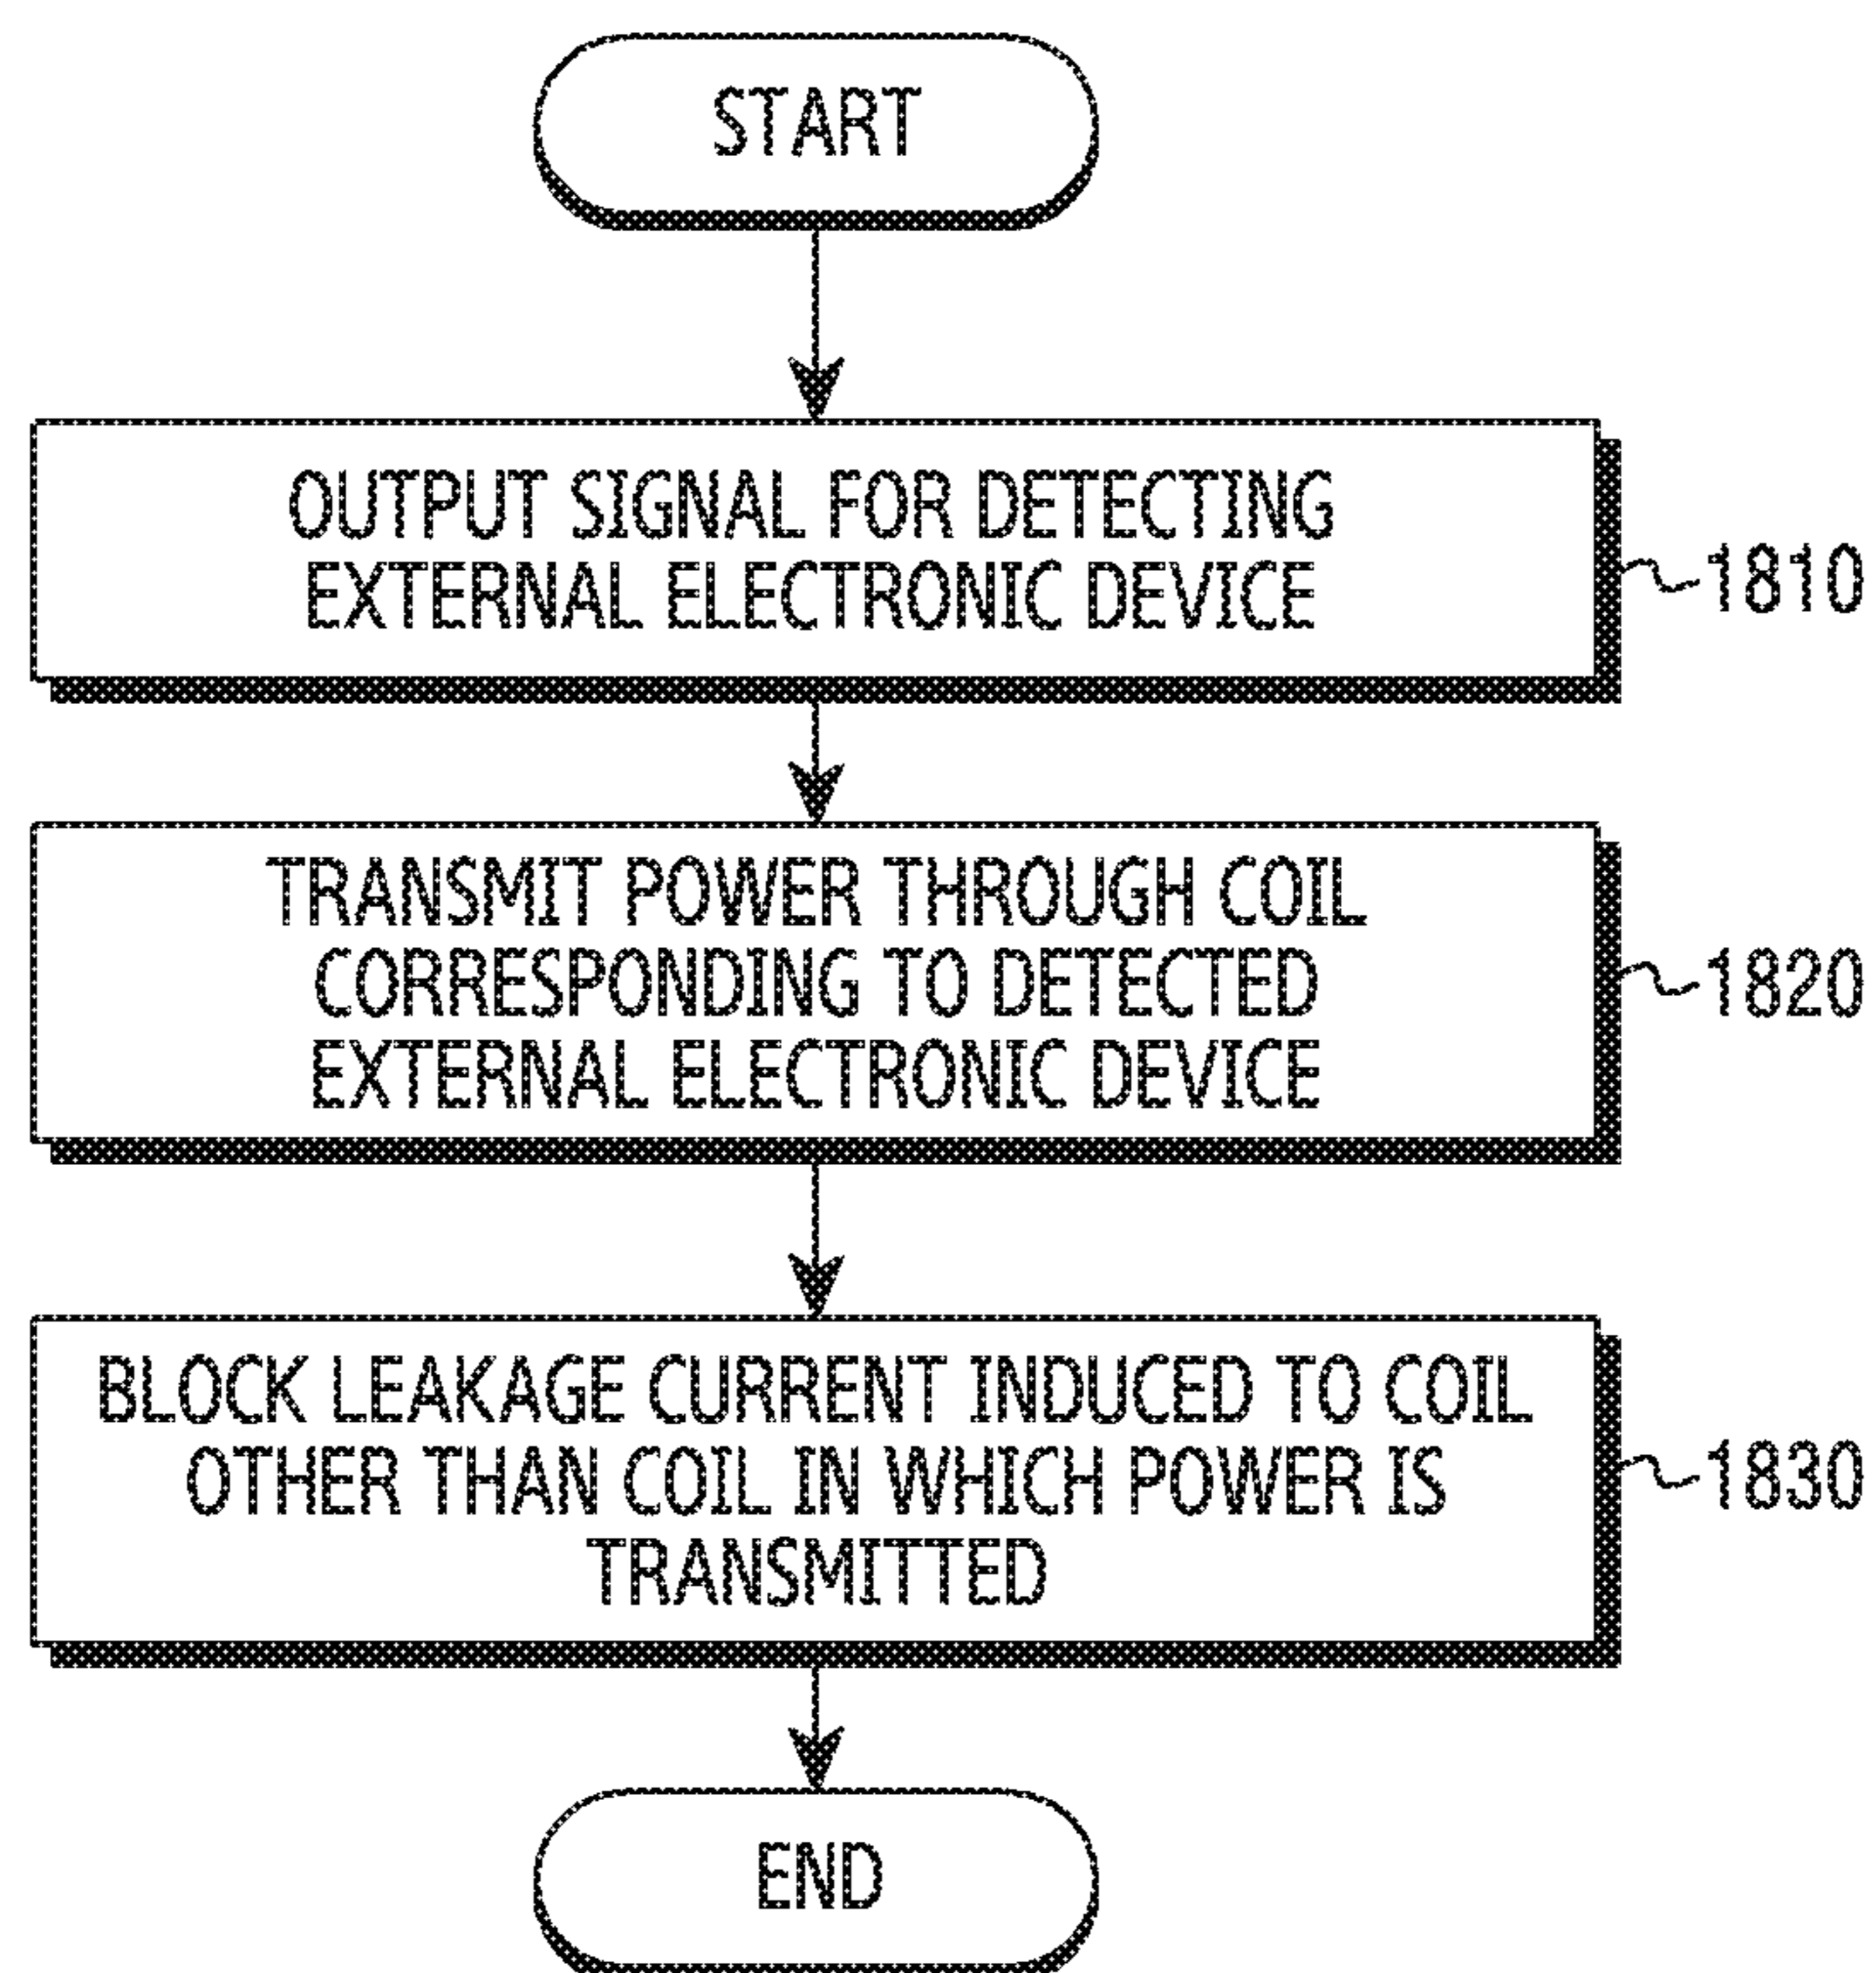 START
OUTPUT SIGNAL FOR DETECTING
EXTERNAL ELECTRONIC DEVICE
1810
TRANSMIT POWER THROUGH COIL
CORRESPONDING TO DETECTED
EXTERNAL ELECTRONIC DEVICE
1820
BLOCK LEAKAGE CURRENT INDUCED TO COIL
OTHER THAN COIL IN WHICH POWER IS
TRANSMITTED
1830
END